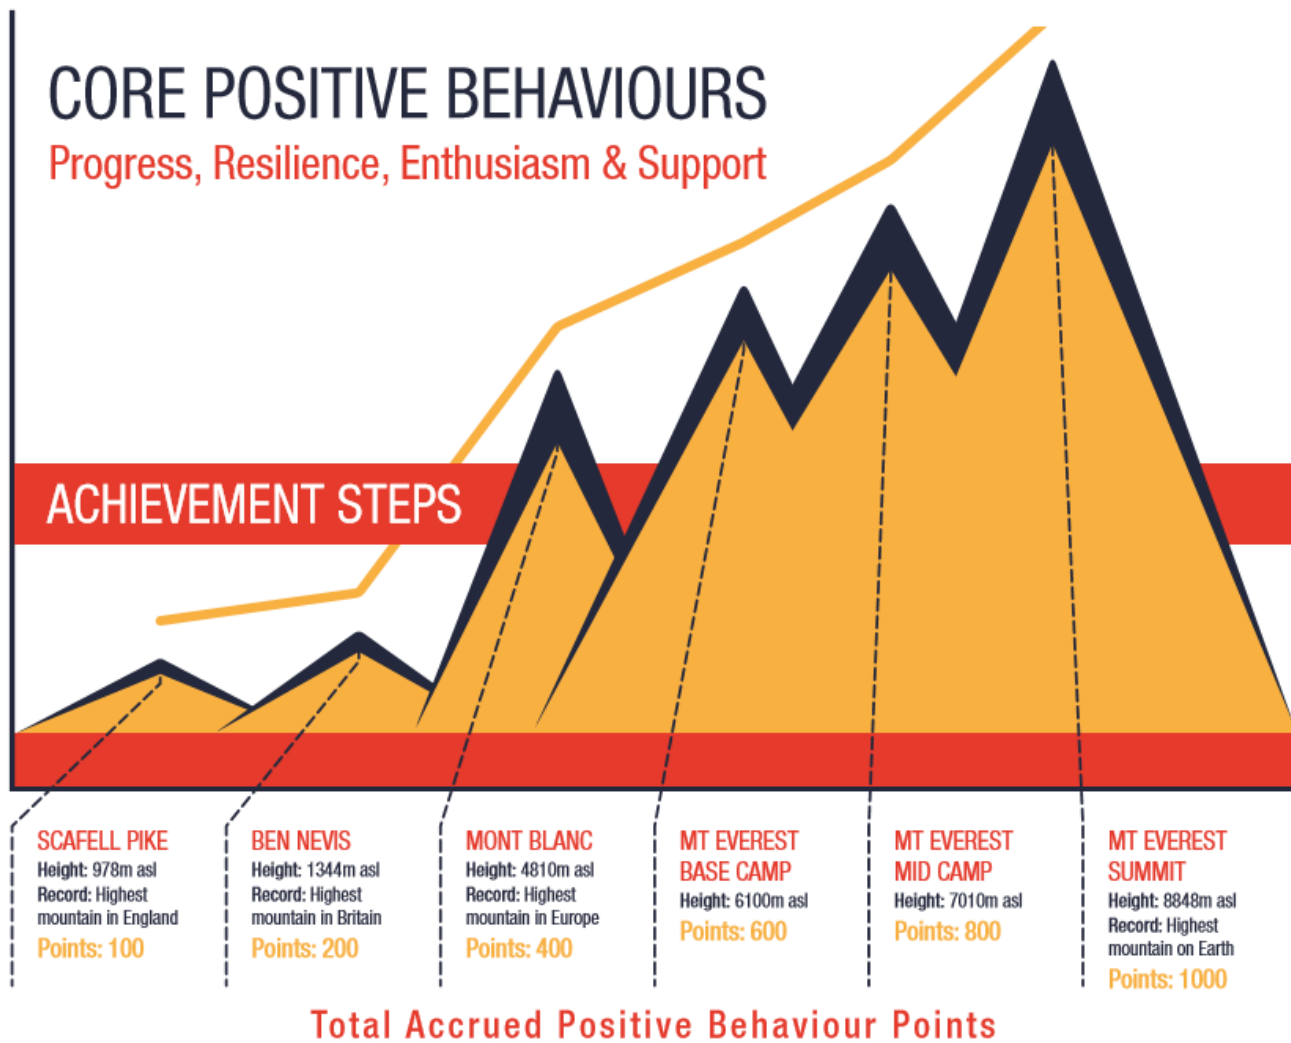 CORE POSITIVE BEHAVIOURS
Progress, Resilience, Enthusiasm & Support
ACHIEVEMENT STEPS
SCAFELL PIKE
Height: 978m asl
Record: Highest
mountain in England
Points: 100
BEN NEVIS
Height: 1344m asl
Record: Highest
mountain in Britain
Points: 200
MONT BLANC
Height: 4810m asl
Record: Highest
mountain in Europe
Points: 400
MT EVEREST
BASE CAMP
Height: 6100m asl
Points: 600
MT EVEREST
MID CAMP
Height: 7010m asl
Points: 800
MT EVEREST
SUMMIT
Height: 8848m asl
Record: Highest
mountain on Earth
Points: 1000
Total Accrued Positive Behaviour Points